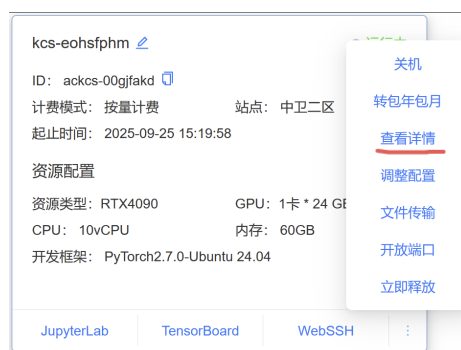 kcs-eohsfphm
关机
ID： ackcs-00gjfakd
计费模式： 按量计费 站点： 中卫二区
转包年包月
起止时间： 2025-09-25 15:19:58
查看详情
资源配置
调整配置
资源类型： RTX4090 GPU： 1卡 * 24 GB
文件传输
CPU： 10vCPU 内存： 60GB
开发框架： PyTorch2.7.0-Ubuntu 24.04
开放端口
立即释放
JupyterLab TensorBoard WebSSH